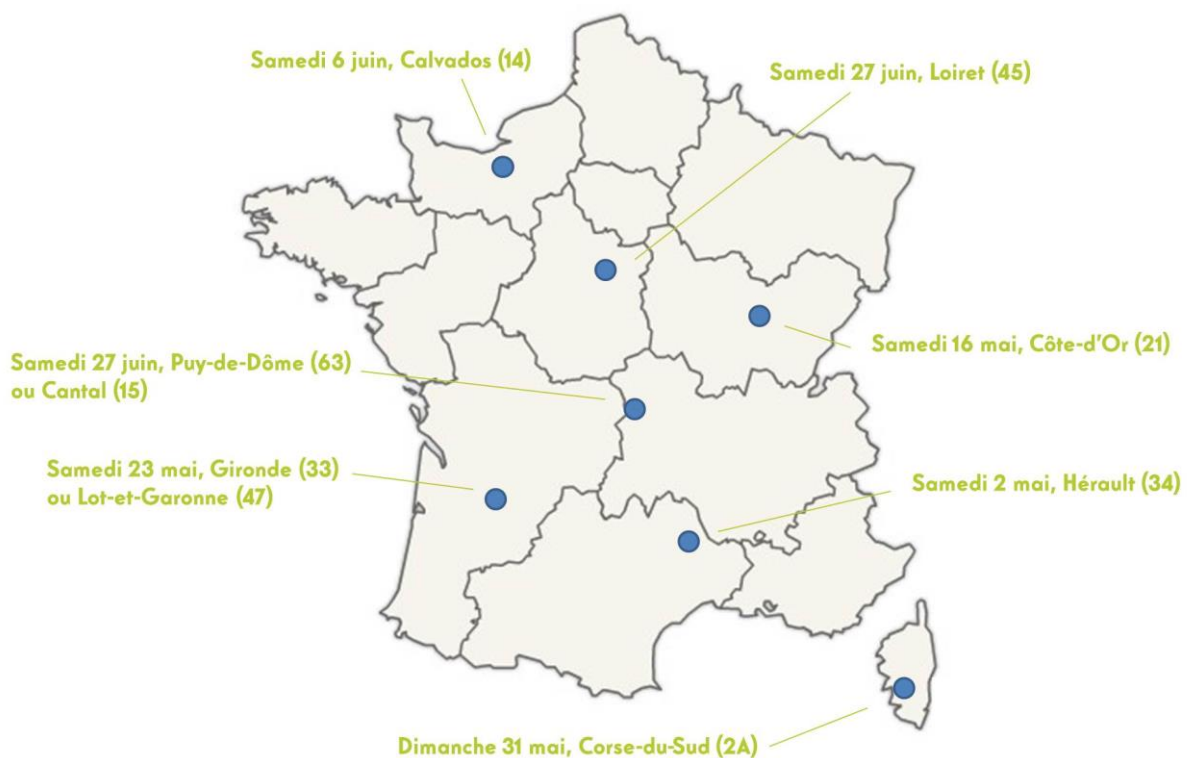 Samedi 6 juin, Calvados (14)
Samedi 27 juin, Loiret (45)
Samedi 16 mai, Côte-d'Or (21)
Samedi 27 juin, Puy-de-Dôme (63)
ou Cantal (15)
Samedi 23 mai, Gironde (33)
ou Lot-et-Garonne (47)
Samedi 2 mai, Hérault (34)
Dimanche 31 mai, Corse-du-Sud (2A)